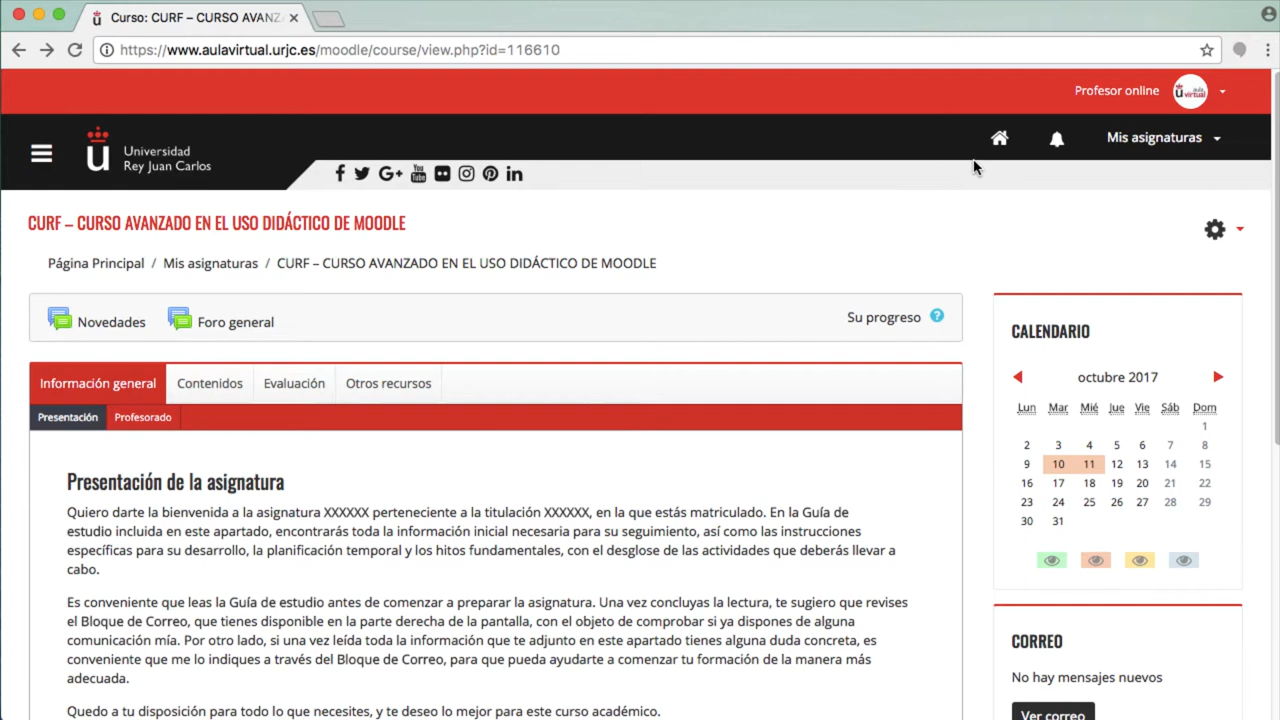 Curso: CURF – CURSO AVANZ
https://www.aulavirtual.urjc.es/moodle/course/view.php?id=116610
Profesor online
aula
virtual
Universidad
Rey Juan Carlos
Mis asignaturas
You
Tube
CURF – CURSO AVANZADO EN EL USO DIDÁCTICO DE MOODLE
Página Principal / Mis asignaturas / CURF – CURSO AVANZADO EN EL USO DIDÁCTICO DE MOODLE
Novedades
Foro general
Su progreso
Información general
Contenidos
Evaluación
Otros recursos
Presentación
Profesorado
Presentación de la asignatura
Quiero darte la bienvenida a la asignatura XXXXXX perteneciente a la titulación XXXXXX, en la que estás matriculado. En la Guía de
estudio incluida en este apartado, encontrarás toda la información inicial necesaria para su seguimiento, así como las instrucciones
específicas para su desarrollo, la planificación temporal y los hitos fundamentales, con el desglose de las actividades que deberás llevar a
cabo.
Es conveniente que leas la Guía de estudio antes de comenzar a preparar la asignatura. Una vez concluyas la lectura, te sugiero que revises
el Bloque de Correo, que tienes disponible en la parte derecha de la pantalla, con el objeto de comprobar si ya dispones de alguna
comunicación mía. Por otro lado, si una vez leída toda la información que te adjunto en este apartado tienes alguna duda concreta, es
conveniente que me lo indiques a través del Bloque de Correo, para que pueda ayudarte a comenzar tu formación de la manera más
adecuada.
Quedo a tu disposición para todo lo que necesites, y te deseo lo mejor para este curso académico.
CALENDARIO
octubre 2017
Lun Mar Mié Jue Vie Sáb Dom
1
2 3 4 5 6 7 8
9 10 11 12 13 14 15
16 17 18 19 20 21 22
23 24 25 26 27 28 29
30 31
CORREO
No hay mensajes nuevos
Ver correo